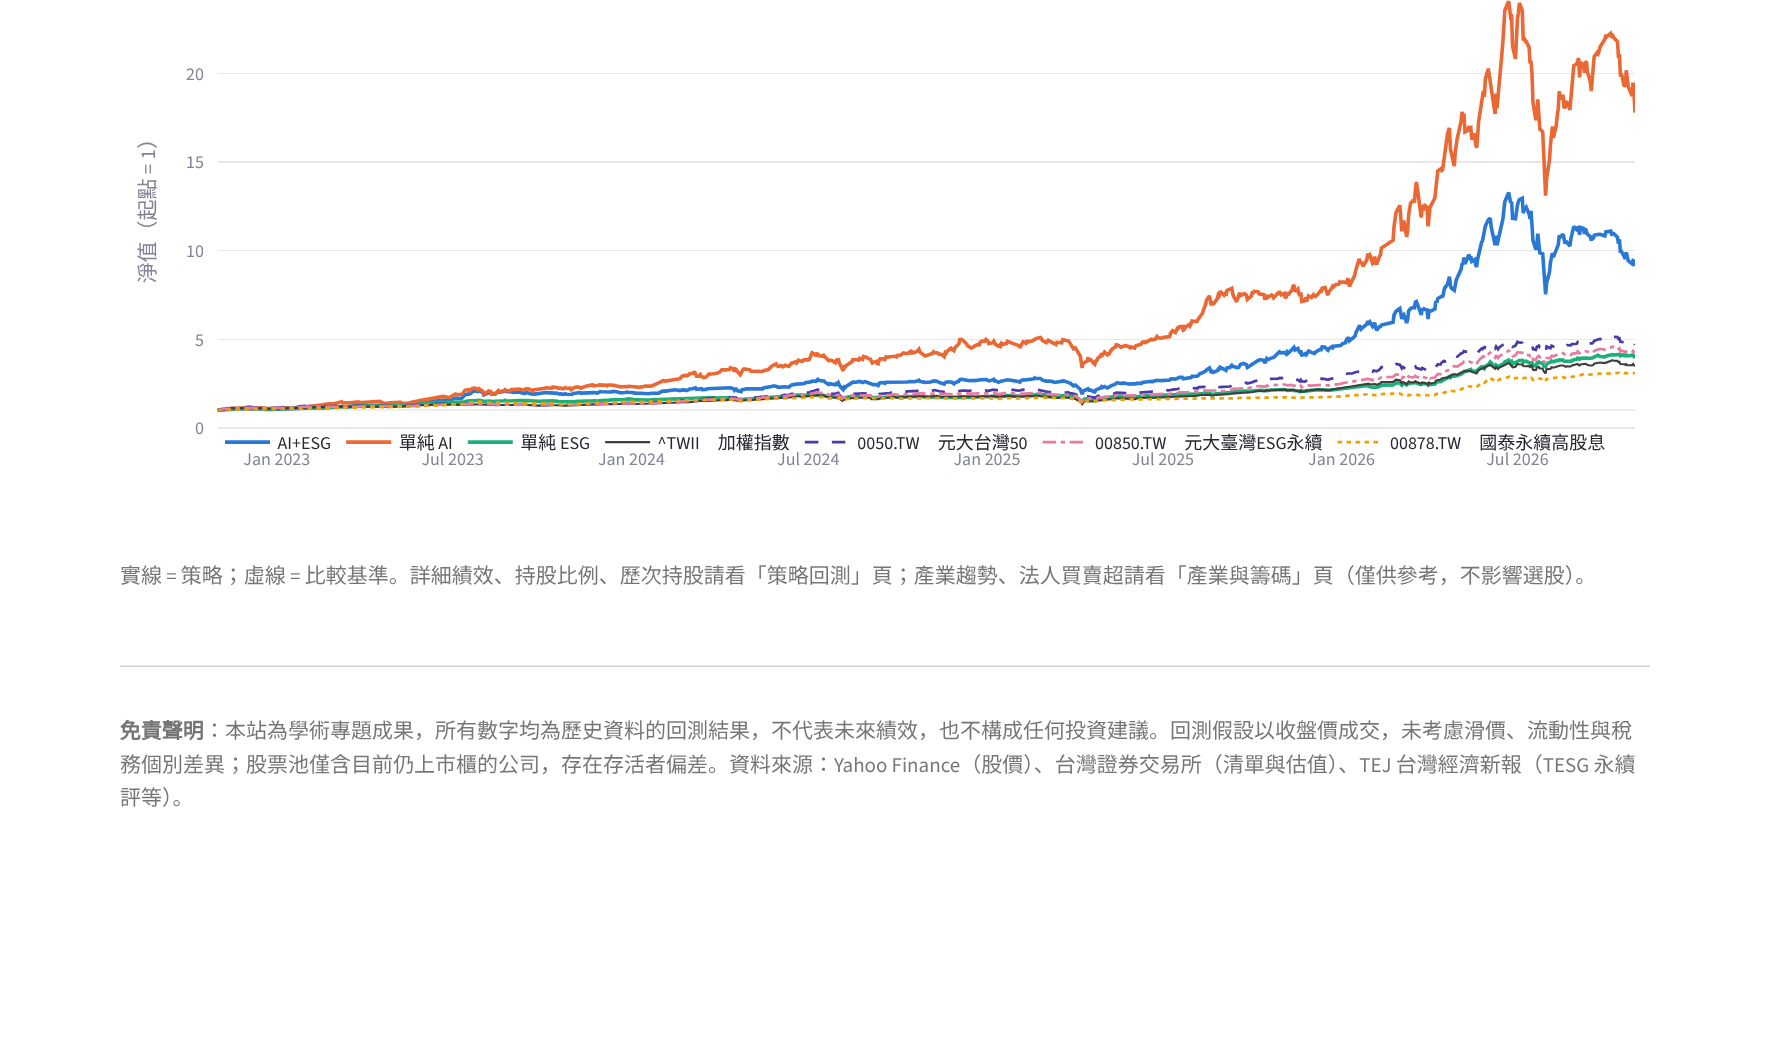 20
15
10
5
0
淨值（起點 = 1）
AI+ESG 單純 AI 單純 ESG ^TWII 加權指數 0050.TW 元大台灣50 00850.TW 元大臺灣ESG永續 00878.TW 國泰永續高股息
Jan 2023 Jul 2023 Jan 2024 Jul 2024 Jan 2025 Jul 2025 Jan 2026 Jul 2026
實線 = 策略；虛線 = 比較基準。詳細績效、持股比例、歷次持股請看「策略回測」頁；產業趨勢、法人買賣超請看「產業與籌碼」頁（僅供參考，不影響選股）。
免責聲明：本站為學術專題成果，所有數字均為歷史資料的回測結果，不代表未來績效，也不構成任何投資建議。回測假設以收盤價成交，未考慮滑價、流動性與稅
務個別差異；股票池僅含目前仍上市櫃的公司，存在存活者偏差。資料來源：Yahoo Finance（股價）、台灣證券交易所（清單與估值）、TEJ 台灣經濟新報（TESG 永續
評等）。